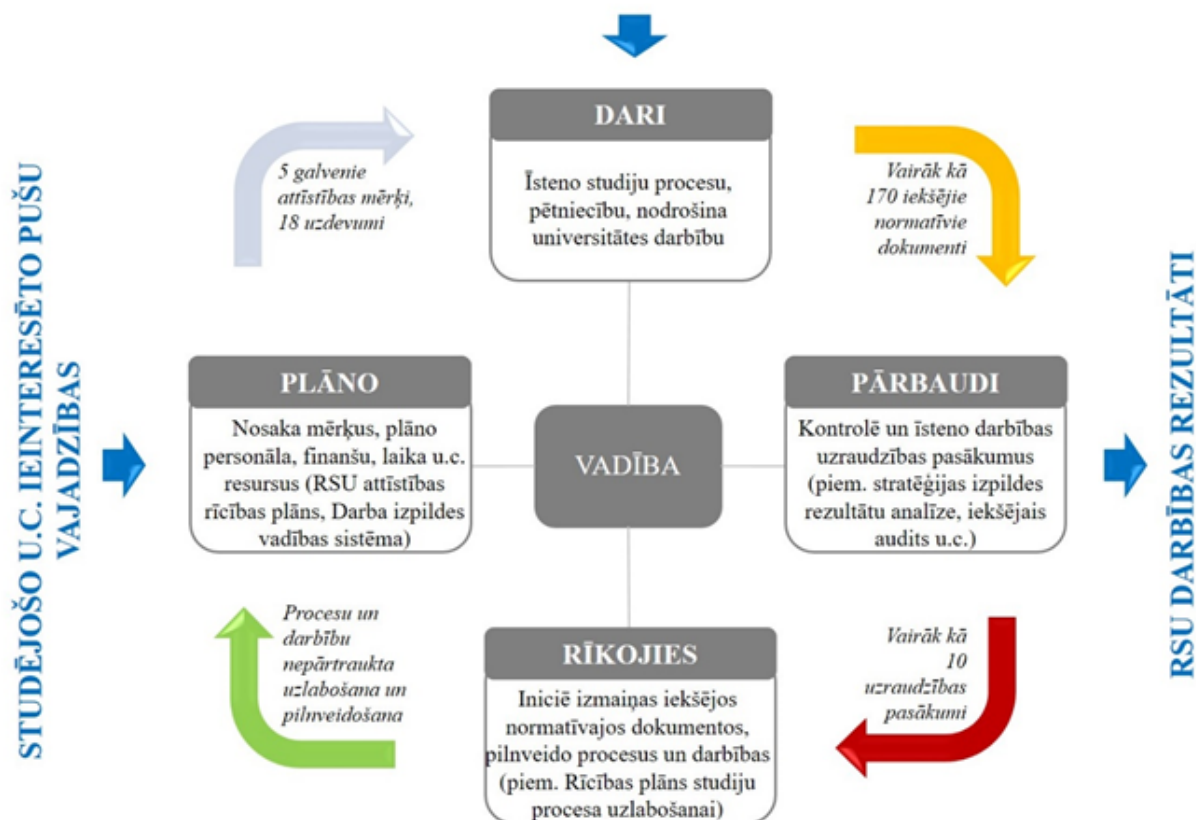 STUDĒJOŠO U.C. IEINTERESĒTO PUŠU
VAJADZĪBAS
5 galvenie
attīstības mērķi,
18 uzdevumi
DARI
Īsteno studiju procesu,
pētniecību, nodrošina
universitātes darbību
Vairāk kā
170 iekšējie
normatīvie
dokumenti
PLĀNO
Nosaka mērķus, plāno
personāla, finanšu, laika u.c.
resursus (RSU attīstības
rīcības plāns, Darba izpildes
vadības sistēma)
VADĪBA
PĀRBAUDI
Kontrolē un īsteno darbības
uzraudzības pasākumus
(piem. stratēģijas izpildes
rezultātu analīze, iekšējais
audits u.c.)
Procesu un
darbību
nepārtraukta
uzlabošana un
pilnveidošana
RĪKOJIES
Iniciē izmaiņas iekšējos
normatīvajos dokumentos,
pilnveido procesus un darbības
(piem. Rīcības plāns studiju
procesa uzlabošanai)
Vairāk kā
10
uzraudzības
pasākumi
RSU DARBĪBAS REZULTĀTI